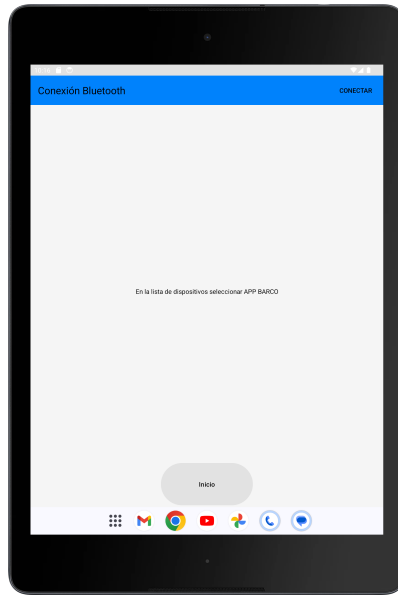 Conexión Bluetooth
CONECTAR
En la lista de dispositivos seleccionar APP BARCO
Inicio